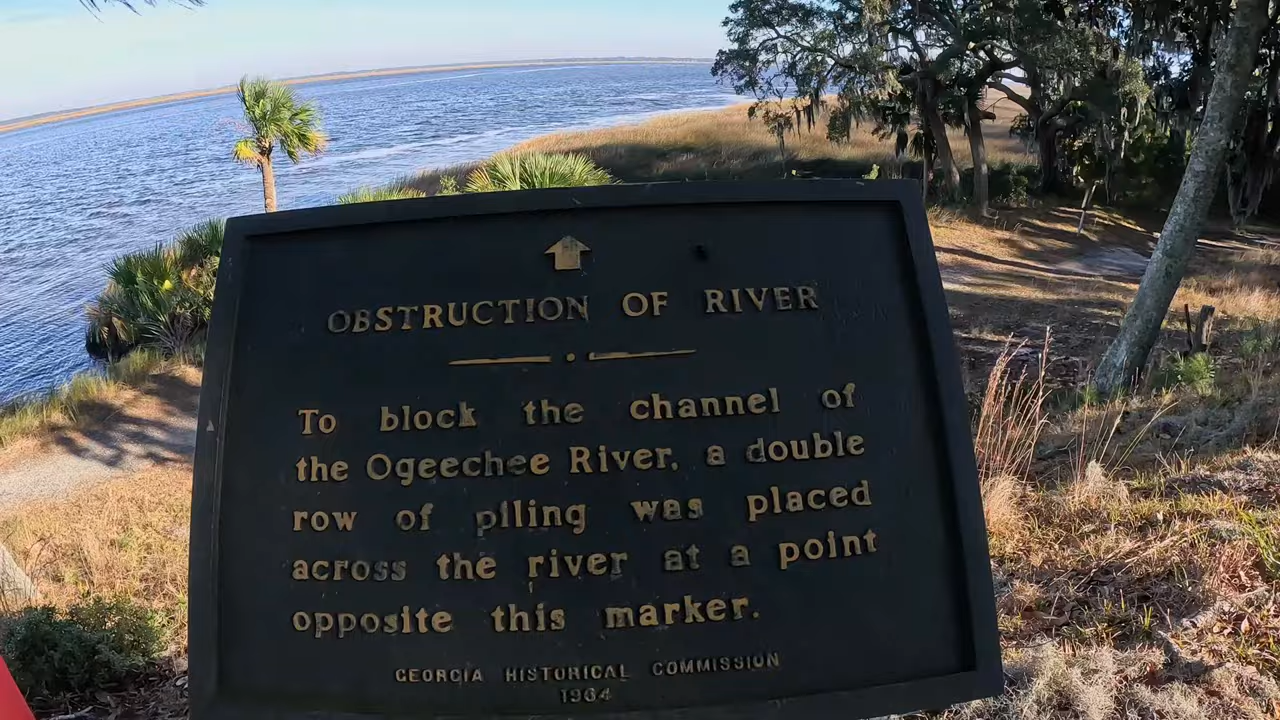 OBSTRUCTION OF RIVER
To block the channel of
the Ogeechee River, a double
row of piling was placed
across the river at a point
opposite this marker.
GEORGIA HISTORICAL COMMISSION
1964